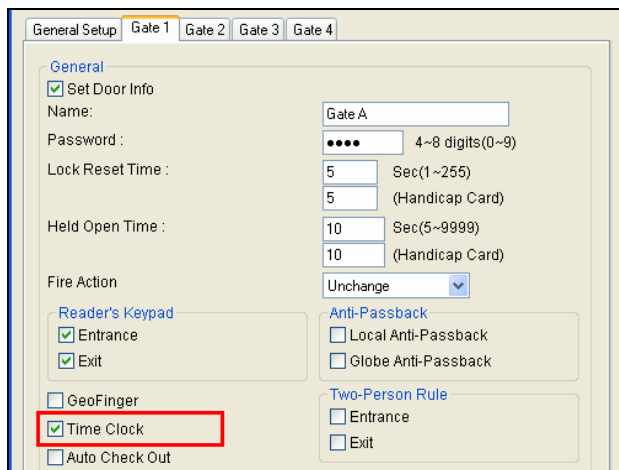 General Setup Gate 1 Gate 2 Gate 3 Gate 4
General
Set Door Info
Name: Gate A
Password : •••• 4~8 digits(0~9)
Lock Reset Time : 5 Sec(1~255)
5 (Handicap Card)
Held Open Time : 10 Sec(5~9999)
10 (Handicap Card)
Fire Action Unchange
Reader's Keypad Anti-Passback
Entrance Local Anti-Passback
Exit Globe Anti-Passback
GeoFinger Two-Person Rule
Time Clock Entrance
Auto Check Out Exit